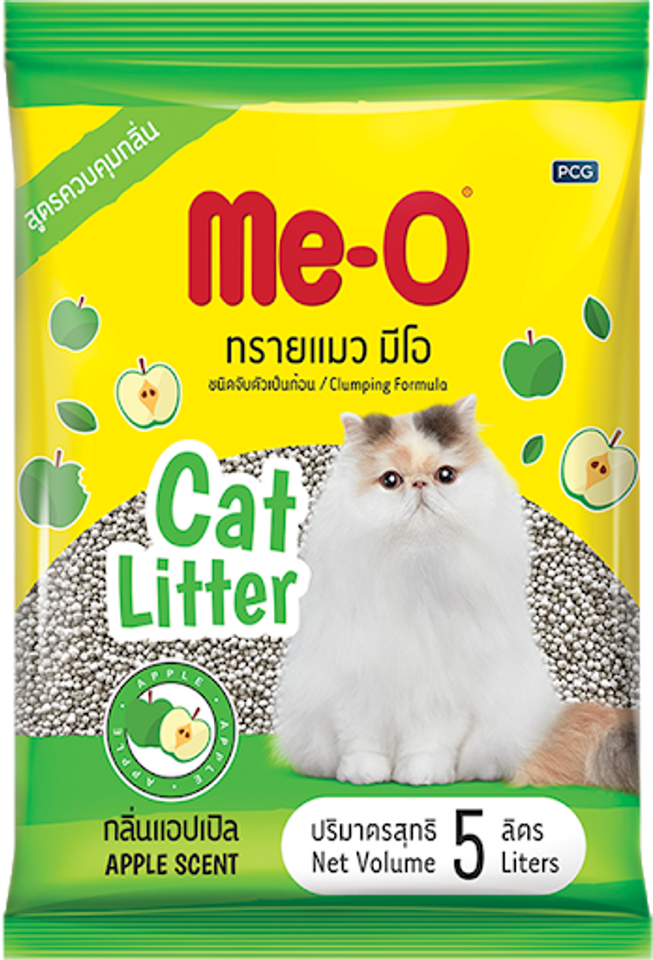 สูตรควบคุมกลิ่น
PCG
Me-O®
ทรายแมว มีโอ
ชนิดจับตัวเป็นก้อน / Clumping Formula
Cat
Litter
APPLE • APPLE • APPLE •
กลิ่นแอปเปิล
APPLE SCENT
ปริมาตรสุทธิ 5 ลิตร
Net Volume Liters